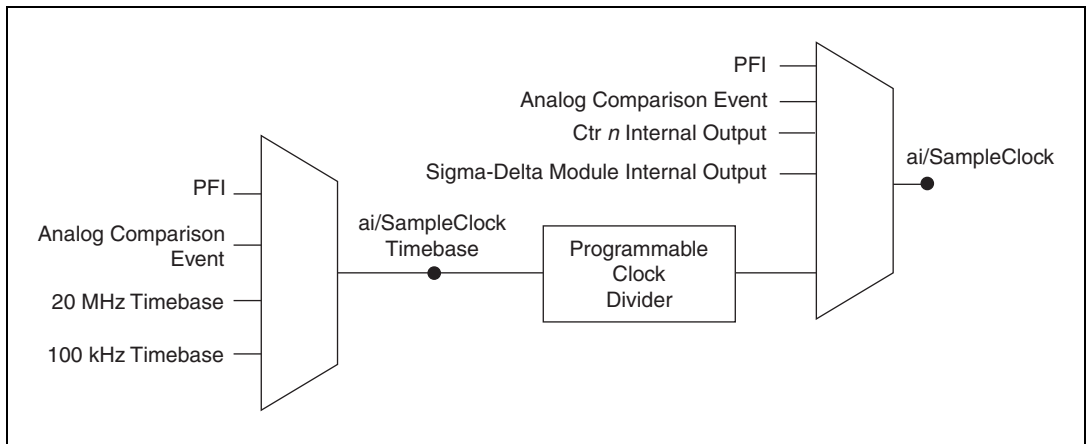 PFI
Analog Comparison Event
Ctr n Internal Output
Sigma-Delta Module Internal Output
ai/SampleClock
PFI
Analog Comparison
Event
20 MHz Timebase
100 kHz Timebase
ai/SampleClock
Timebase
Programmable
Clock
Divider